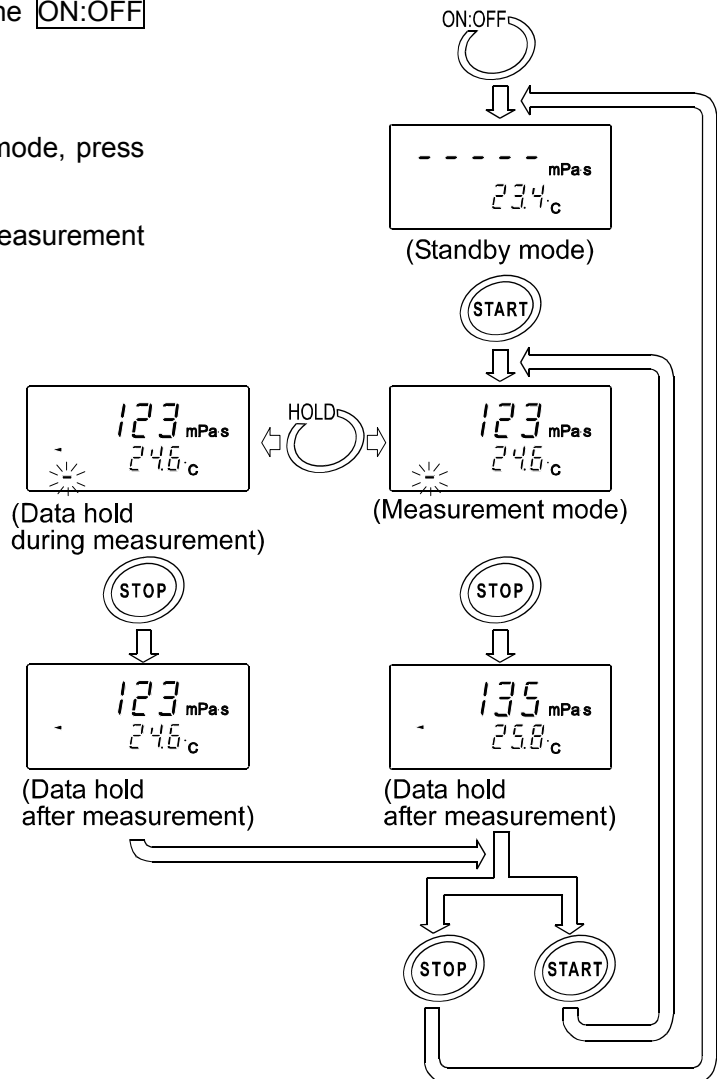 he ON:OFF
mode, press
easurement
ON:OFF
- - - - - mPa·s
23.4 °C
(Standby mode)
START
123 mPa·s
24.6 °C
-
(Data hold
during measurement)
HOLD
123 mPa·s
24.6 °C
-
(Measurement mode)
STOP
STOP
123 mPa·s
24.6 °C
(Data hold
after measurement)
135 mPa·s
25.8 °C
(Data hold
after measurement)
STOP
START